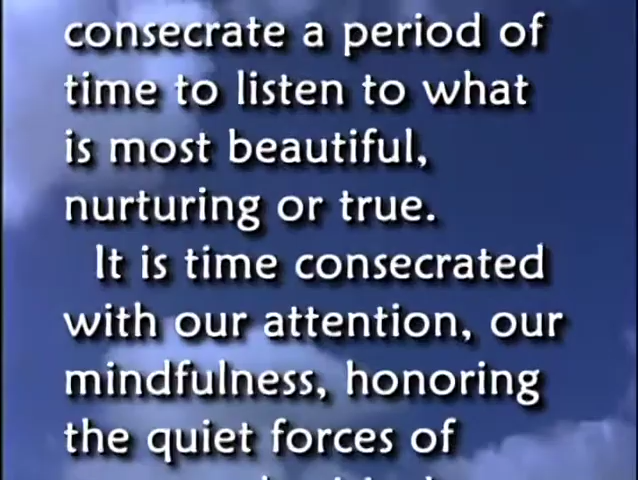 consecrate a period of
time to listen to what
is most beautiful,
nurturing or true.
It is time consecrated
with our attention, our
mindfulness, honoring
the quiet forces of